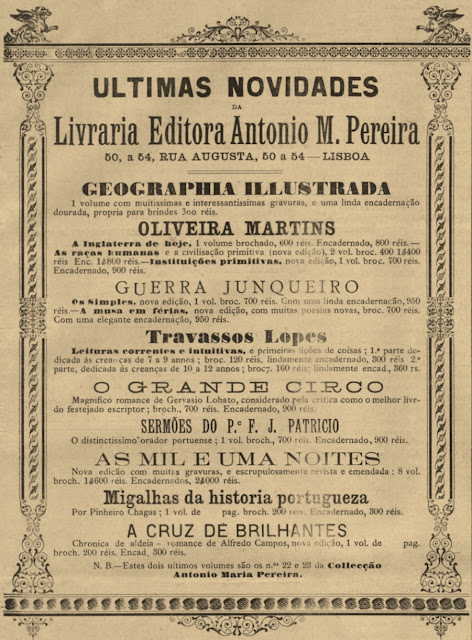 ULTIMAS NOVIDADES
DA
Livraria Editora Antonio M. Pereira
50, a 54, RUA AUGUSTA, 50 a 54 — LISBOA
GEOGRAPHIA ILLUSTRADA
1 volume com muitissimas e interessantissimas gravuras, e uma linda encadernação
dourada, propria para brindes 300 réis.
OLIVEIRA MARTINS
A Inglaterra de hoje, 1 volume brochado, 600 réis. Encadernado, 800 réis. —
As raças humanas e a civilisação primitiva (nova edição), 2 vol. broc. 400 1$400
réis Enc. 1$800 réis.—Instituições primitivas, nova edição, 1 vol. broc. 700 réis.
Encadernado, 900 réis.
GUERRA JUNQUEIRO
Os Simples, nova edição, 1 vol. broc. 700 réis. Com uma linda encadernação, 950
réis.—A musa em férias, nova edição, com muitas poesias novas, broc. 700 réis.
Com uma elegante encadernação, 950 réis.
Travassos Lopes
Leituras correntes e intuitivas, e primeiras lições de coisas ; 1.ª parte de-
dicada ás creanças de 7 a 9 annos ; broc. 120 réis, lindamente encadernado, 300 réis 2.ª
parte, dedicada ás creanças de 10 a 12 annos ; broc. 160 réis; lindamente encad., 360 rs.
O GRANDE CIRCO
Magnifico romance de Gervasio Lobato, considerado pela critica como o melhor livr-
do festejado escriptor ; broch., 700 réis. Encadernado, 900 réis.
SERMÕES DO P.e F. J. PATRICIO
O distinctissimo orador portuense ; 1 vol. broch., 700 réis. Encadernado, 900 réis.
AS MIL E UMA NOITES
Nova edição com muitas gravuras, e escrupulosamente revista e emendada : 8 vol.
broch. 1$600 réis. Encadernados, 2$000 réis.
Migalhas da historia portugueza
Por Pinheiro Chagas ; 1 vol. de pag. broch. 200 réis. Encadernado, 300 réis.
A CRUZ DE BRILHANTES
Chronica de aldeia — romance de Alfredo Campos, nova edição, 1 vol. de pag.
broch. 200 réis. Encad. 300 réis.
N. B.—Estes dois ultimos volumes são os n.os 22 e 23 da Collecção
Antonio Maria Pereira.